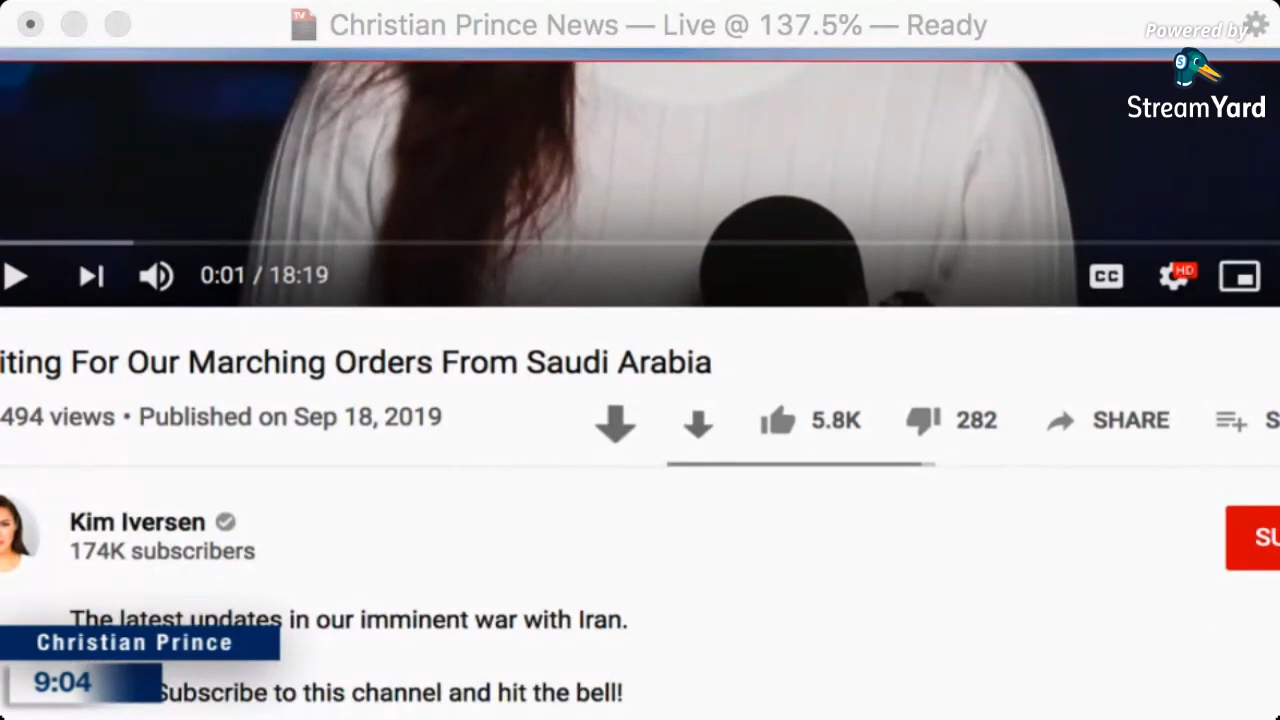 Christian Prince News — Live @ 137.5% — Ready
Powered by
StreamYard
0:01 / 18:19
CC
HD
iting For Our Marching Orders From Saudi Arabia
494 views • Published on Sep 18, 2019
5.8K
282
SHARE
S
Kim Iversen
174K subscribers
SU
The latest updates in our imminent war with Iran.
Christian Prince
9:04
Subscribe to this channel and hit the bell!